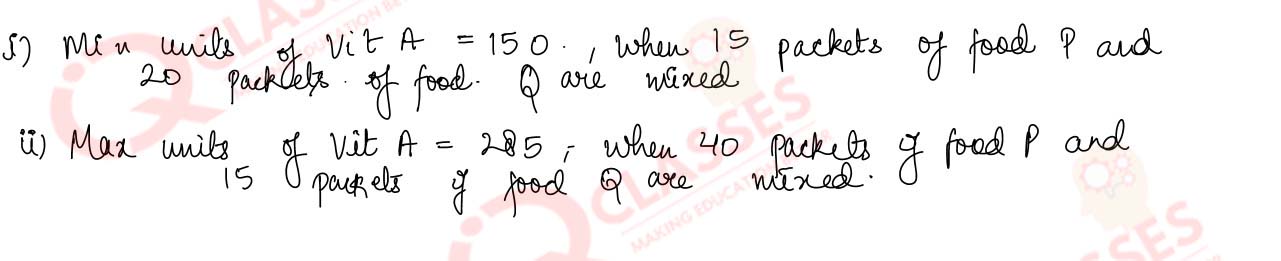 i) Min units of Vit A = 150., when 15 packets of food P and
20 packets of food. Q are mixed
ii) Max units of Vit A = 285, when 40 packets of food P and
15 packets of food Q are mixed.
CLASSES
CLASSES
MAKING EDUCATION